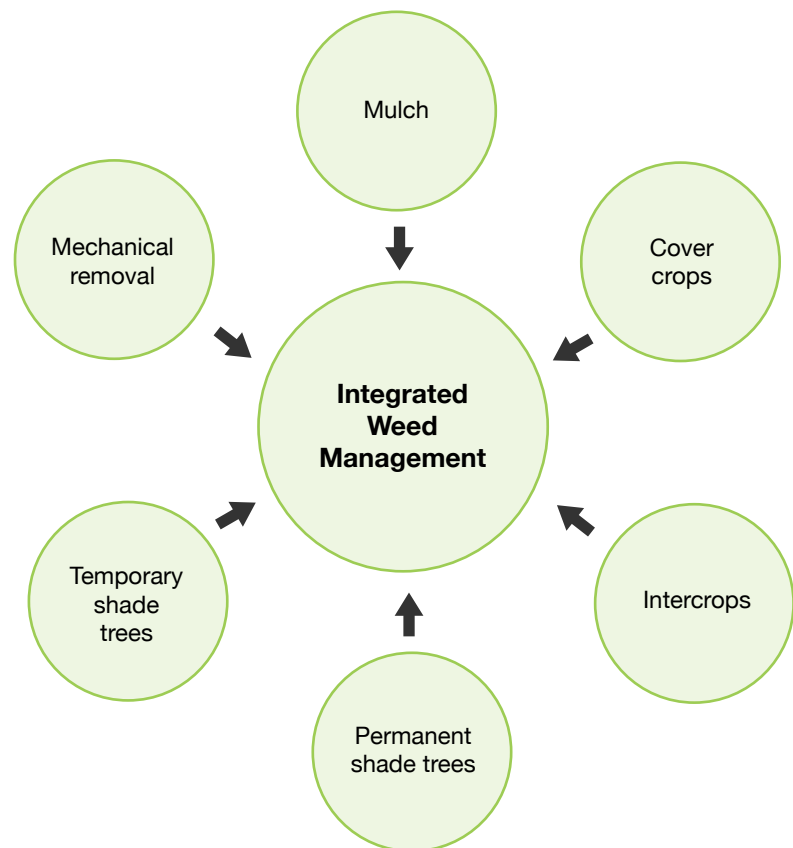 Mulch
Mechanical
removal
Cover
crops
Integrated
Weed
Management
Temporary
shade
trees
Intercrops
Permanent
shade trees